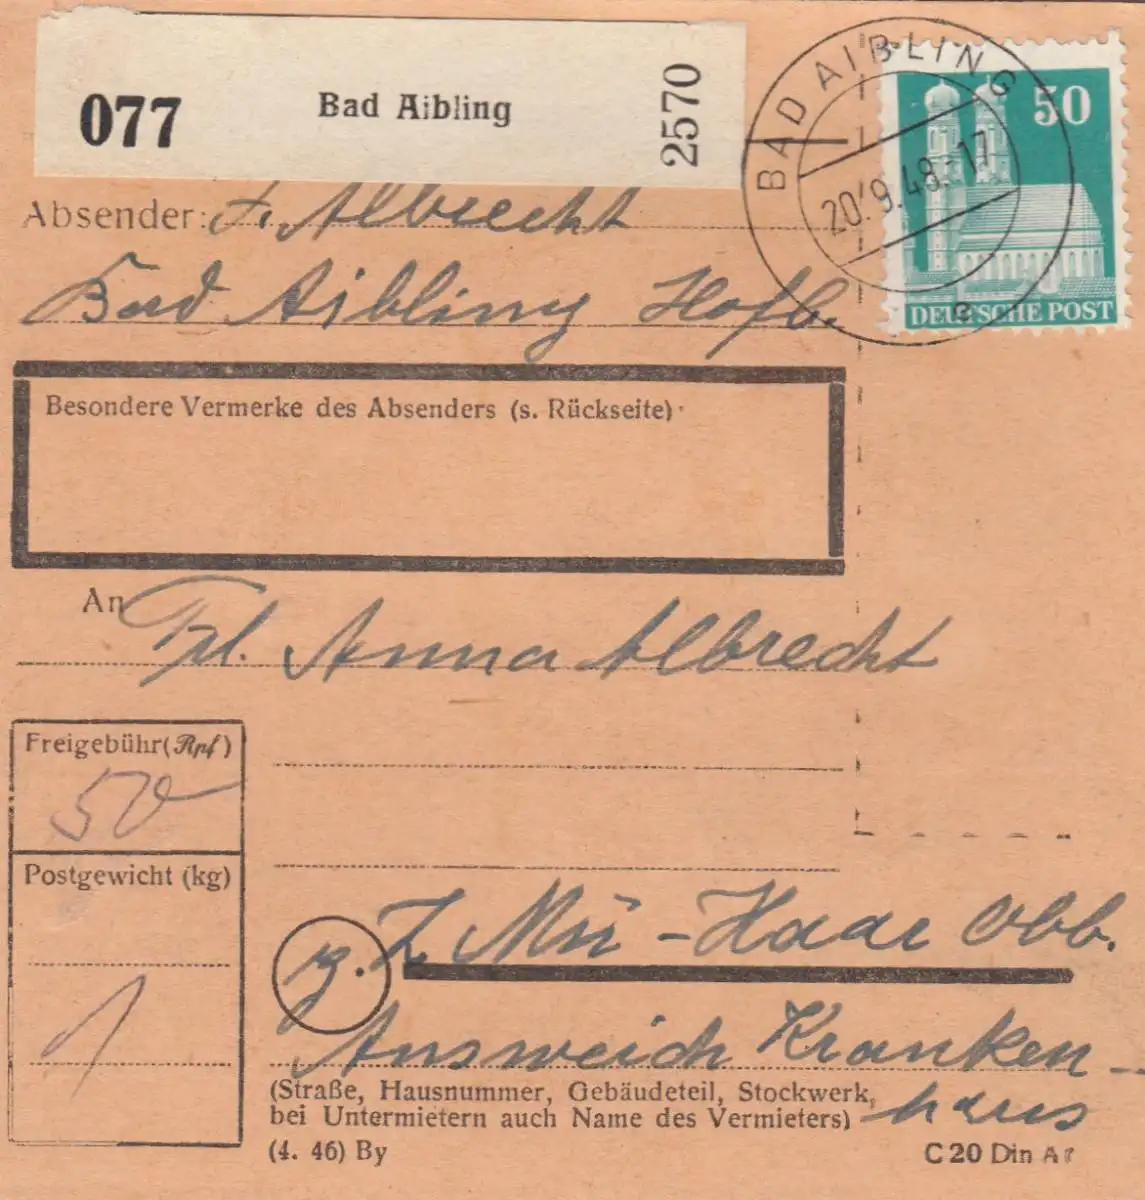 077 Bad Aibling 2570
BAD AIBLING
20.9.48.-17
e
50
DEUTSCHE POST
Absender: F. Albrecht
Bad Aibling Hofb.
Besondere Vermerke des Absenders (s. Rückseite)
An Frl. Anna Albrecht
Freigebühr (Rpf)
50
Postgewicht (kg)
1
Mü-Haar Obb.
Ausweich Kranken-
haus
(Straße, Hausnummer, Gebäudeteil, Stockwerk,
bei Untermietern auch Name des Vermieters)
(4. 46) By
C 20 Din